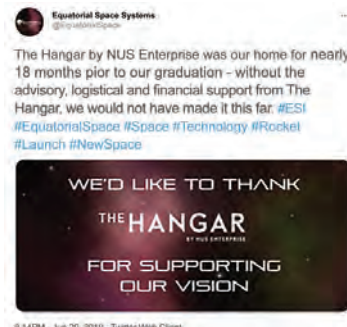 Equatorial Space Systems
@EquatorialSpace
The Hangar by NUS Enterprise was our home for nearly
18 months pior to our graduation - without the
advisory, logistical and financial support from The
Hangar, we would not have made it this far. #ESI
#EquatorialSpace #Space #Technology #Rocket
#Launch #NewSpace
WE'D LIKE TO THANK
THE HANGAR
BY NUS ENTERPRISE
FOR SUPPORTING
OUR VISION